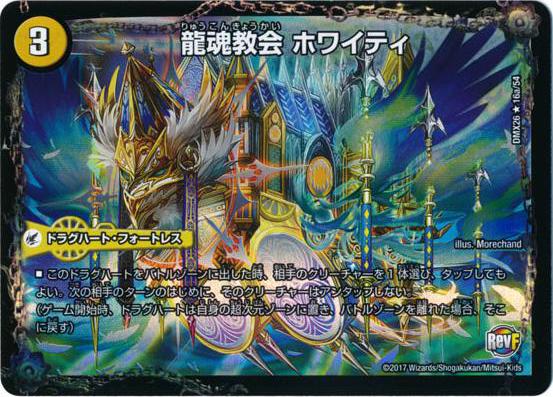 3
りゅうこんきょうかい
龍魂教会 ホワイティ
DMX26 ★ 16a/54
ドラグハート・フォートレス
illus. Morechand
■ このドラグハートをバトルゾーンに出した時、相手のクリーチャーを1体選び、タップしても
よい。次の相手のターンのはじめに、そのクリーチャーはアンタップしない。
(ゲーム開始時、ドラグハートは自身の超次元ゾーンに置き、バトルゾーンを離れた場合、そこ
に戻す)
RevF
©2017 Wizards/Shogakukan/Mitsui-Kids